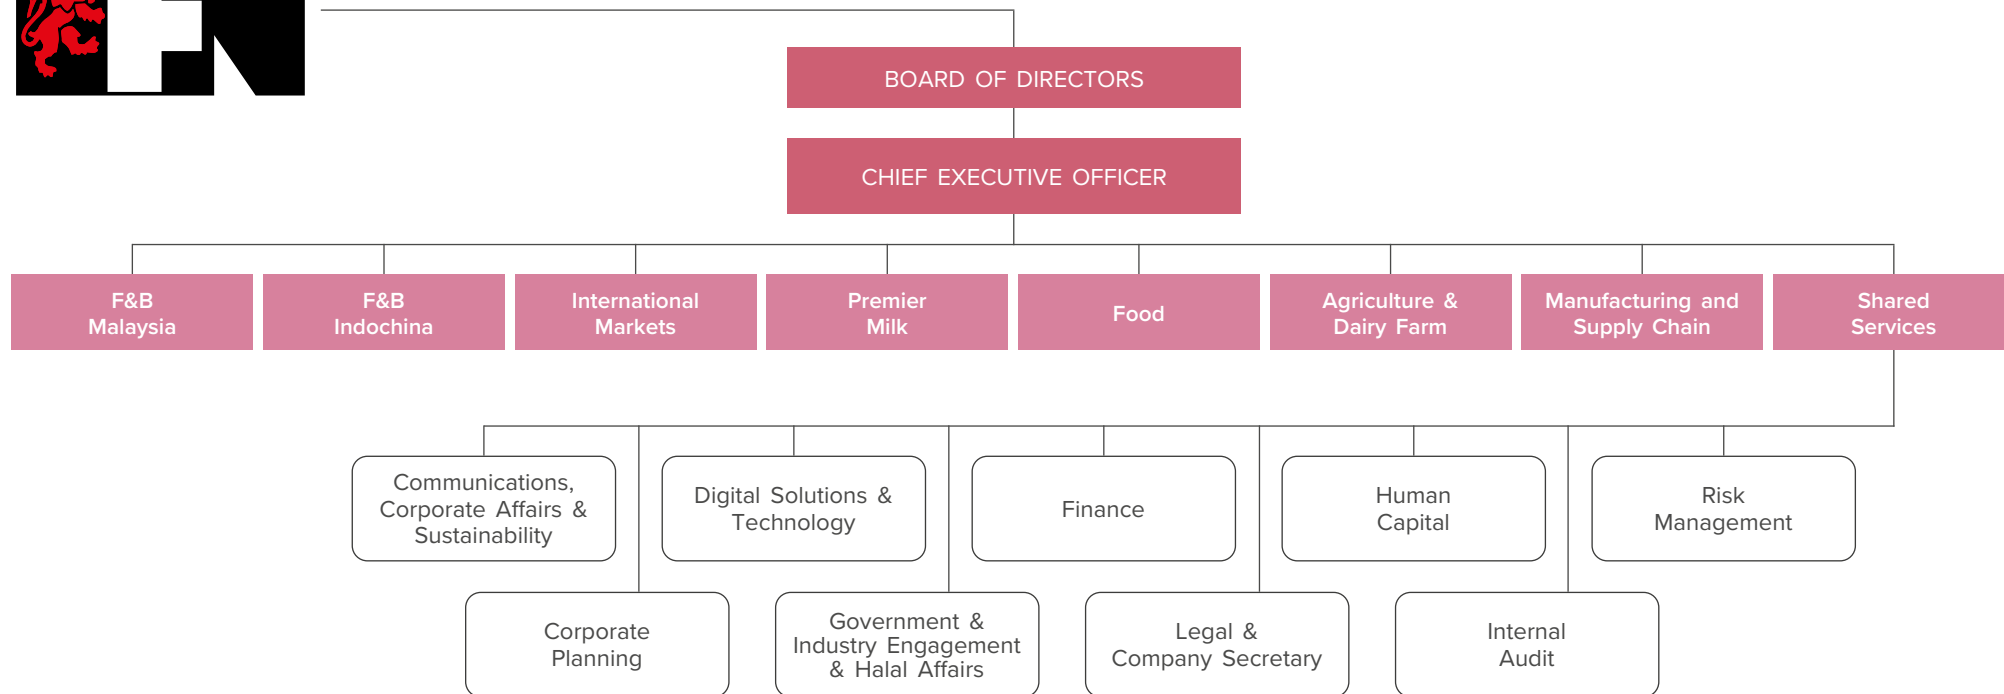 BOARD OF DIRECTORS
CHIEF EXECUTIVE OFFICER
F&B
Malaysia
F&B
Indochina
International
Markets
Premier
Milk
Food
Agriculture &
Dairy Farm
Manufacturing and
Supply Chain
Shared
Services
Communications,
Corporate Affairs &
Sustainability
Digital Solutions &
Technology
Finance
Human
Capital
Risk
Management
Corporate
Planning
Government &
Industry Engagement
& Halal Affairs
Legal &
Company Secretary
Internal
Audit